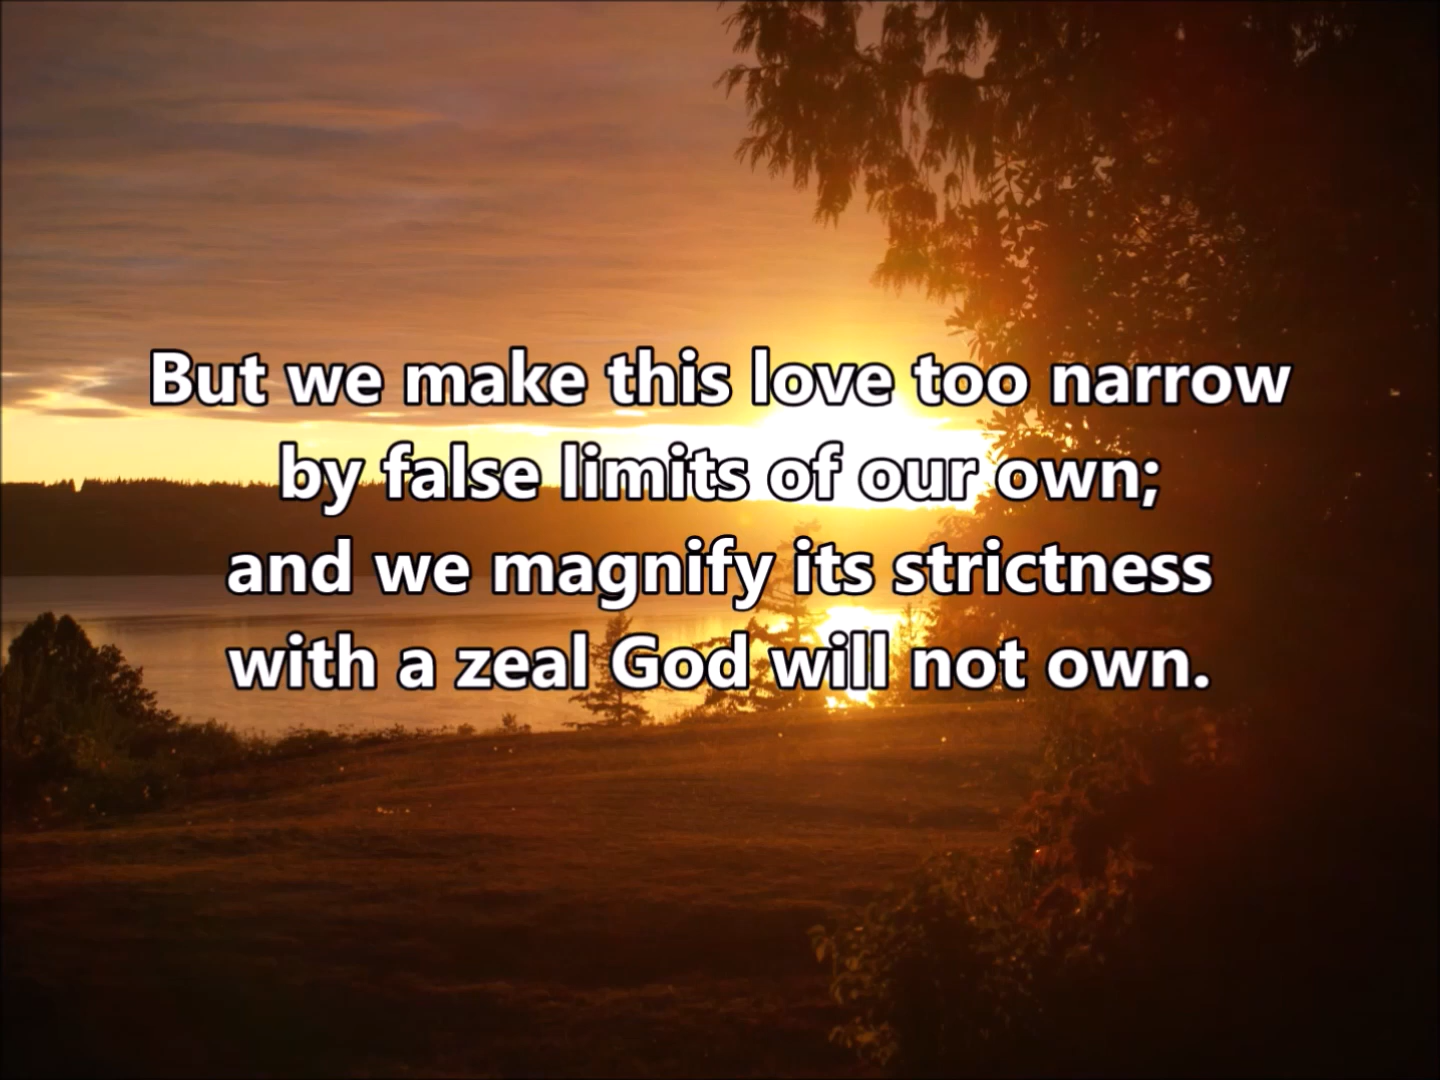 But we make this love too narrow
by false limits of our own;
and we magnify its strictness
with a zeal God will not own.